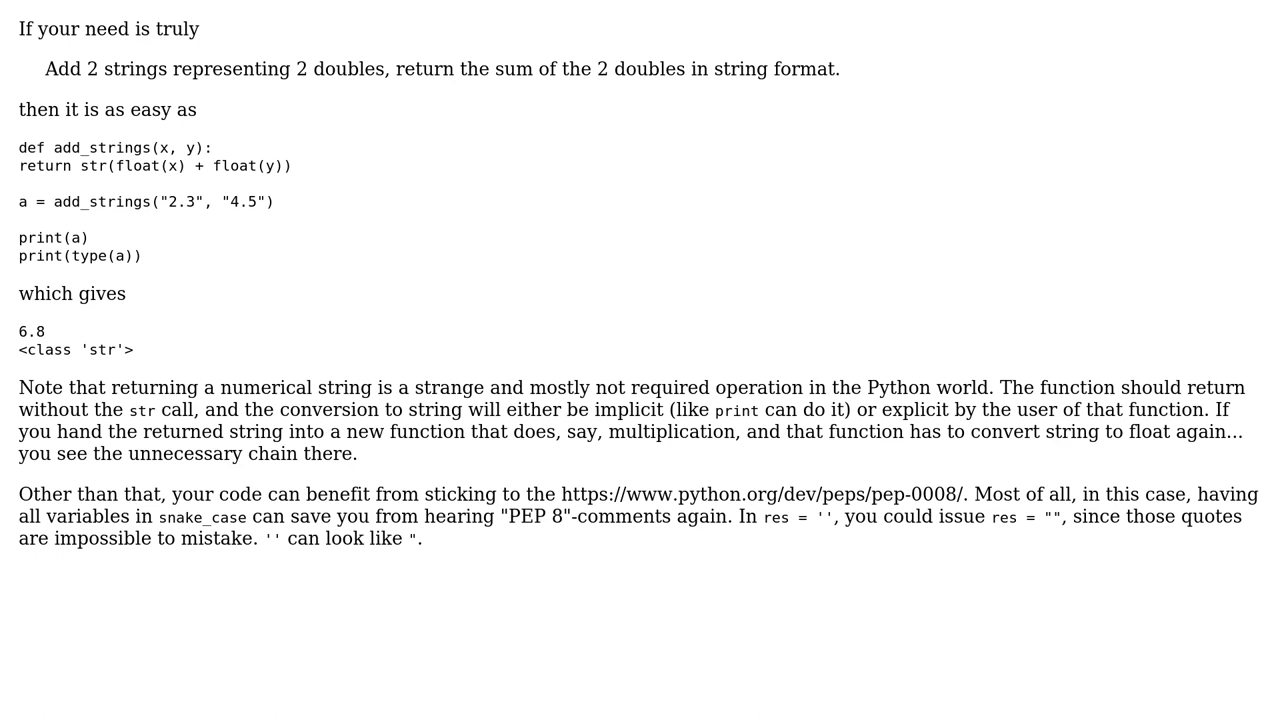 If your need is truly
Add 2 strings representing 2 doubles, return the sum of the 2 doubles in string format.
then it is as easy as
def add_strings(x, y):
return str(float(x) + float(y))
a = add_strings("2.3", "4.5")
print(a)
print(type(a))
which gives
6.8
<class 'str'>
Note that returning a numerical string is a strange and mostly not required operation in the Python world. The function should return
without the str call, and the conversion to string will either be implicit (like print can do it) or explicit by the user of that function. If
you hand the returned string into a new function that does, say, multiplication, and that function has to convert string to float again...
you see the unnecessary chain there.
Other than that, your code can benefit from sticking to the https://www.python.org/dev/peps/pep-0008/. Most of all, in this case, having
all variables in snake_case can save you from hearing "PEP 8"-comments again. In res = '', you could issue res = "", since those quotes
are impossible to mistake. '' can look like ".